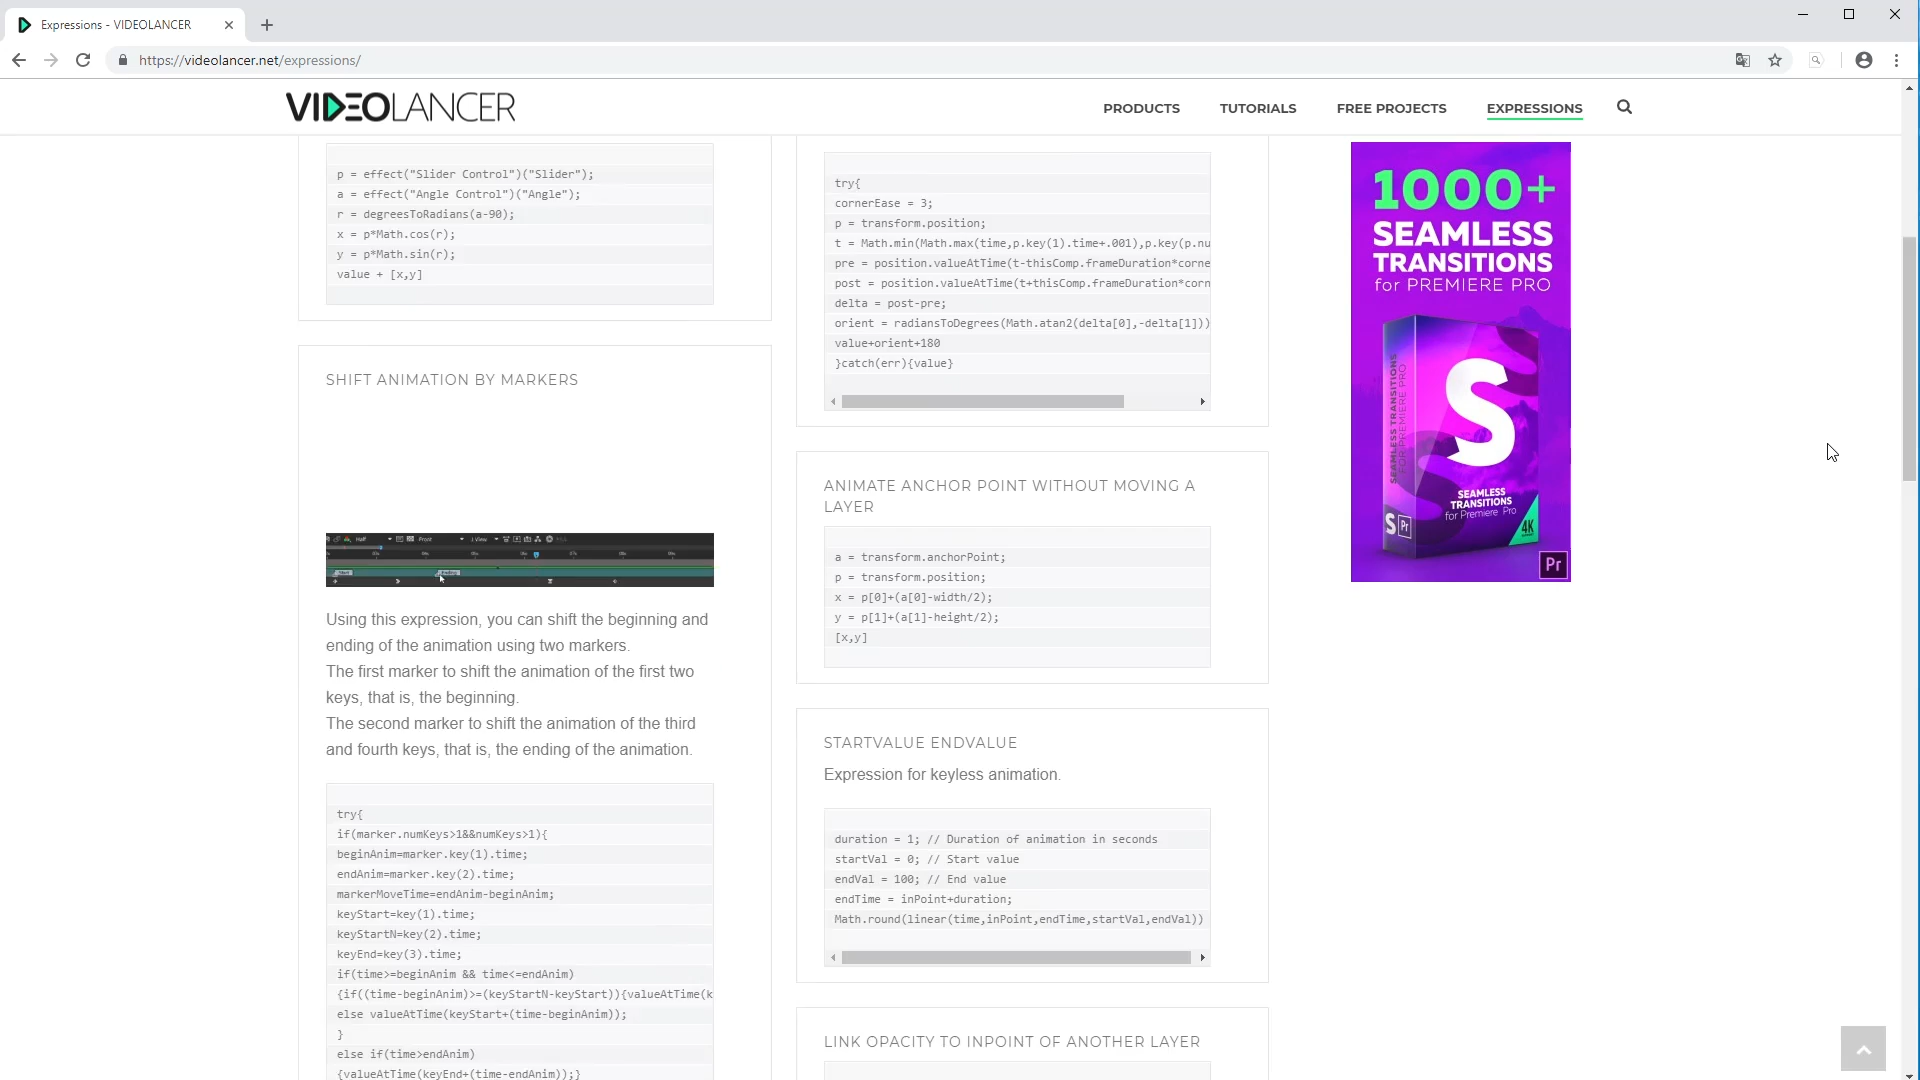 Expressions - VIDEOLANCER
https://videolancer.net/expressions/
VIDEOLANCER
PRODUCTS
TUTORIALS
FREE PROJECTS
EXPRESSIONS
p = effect("Slider Control")("Slider");
a = effect("Angle Control")("Angle");
r = degreesToRadians(a-90);
x = p*Math.cos(r);
y = p*Math.sin(r);
value + [x,y]
SHIFT ANIMATION BY MARKERS
Using this expression, you can shift the beginning and
ending of the animation using two markers.
The first marker to shift the animation of the first two
keys, that is, the beginning.
The second marker to shift the animation of the third
and fourth keys, that is, the ending of the animation.
try{
if(marker.numKeys>1&&numKeys>1){
beginAnim=marker.key(1).time;
endAnim=marker.key(2).time;
markerMoveTime=endAnim-beginAnim;
keyStart=key(1).time;
keyStartN=key(2).time;
keyEnd=key(3).time;
if(time>=beginAnim && time<=endAnim)
{if((time-beginAnim)>=(keyStartN-keyStart)){valueAtTime(k
else valueAtTime(keyStart+(time-beginAnim));
}
else if(time>endAnim)
{valueAtTime(keyEnd+(time-endAnim));}
try{
cornerEase = 3;
p = transform.position;
t = Math.min(Math.max(time,p.key(1).time+.001),p.key(p.nu
pre = position.valueAtTime(t-thisComp.frameDuration*corne
post = position.valueAtTime(t+thisComp.frameDuration*corn
delta = post-pre;
orient = radiansToDegrees(Math.atan2(delta[0],-delta[1]))
value+orient+180
}catch(err){value}
ANIMATE ANCHOR POINT WITHOUT MOVING A
LAYER
a = transform.anchorPoint;
p = transform.position;
x = p[0]+(a[0]-width/2);
y = p[1]+(a[1]-height/2);
[x,y]
STARTVALUE ENDVALUE
Expression for keyless animation.
duration = 1; // Duration of animation in seconds
startVal = 0; // Start value
endVal = 100; // End value
endTime = inPoint+duration;
Math.round(linear(time,inPoint,endTime,startVal,endVal))
LINK OPACITY TO INPOINT OF ANOTHER LAYER
1000+
SEAMLESS
TRANSITIONS
for PREMIERE PRO
SEAMLESS TRANSITIONS
FOR PREMIERE PRO
S
SEAMLESS
TRANSITIONS
for Premiere Pro
S Pr
4K
Pr